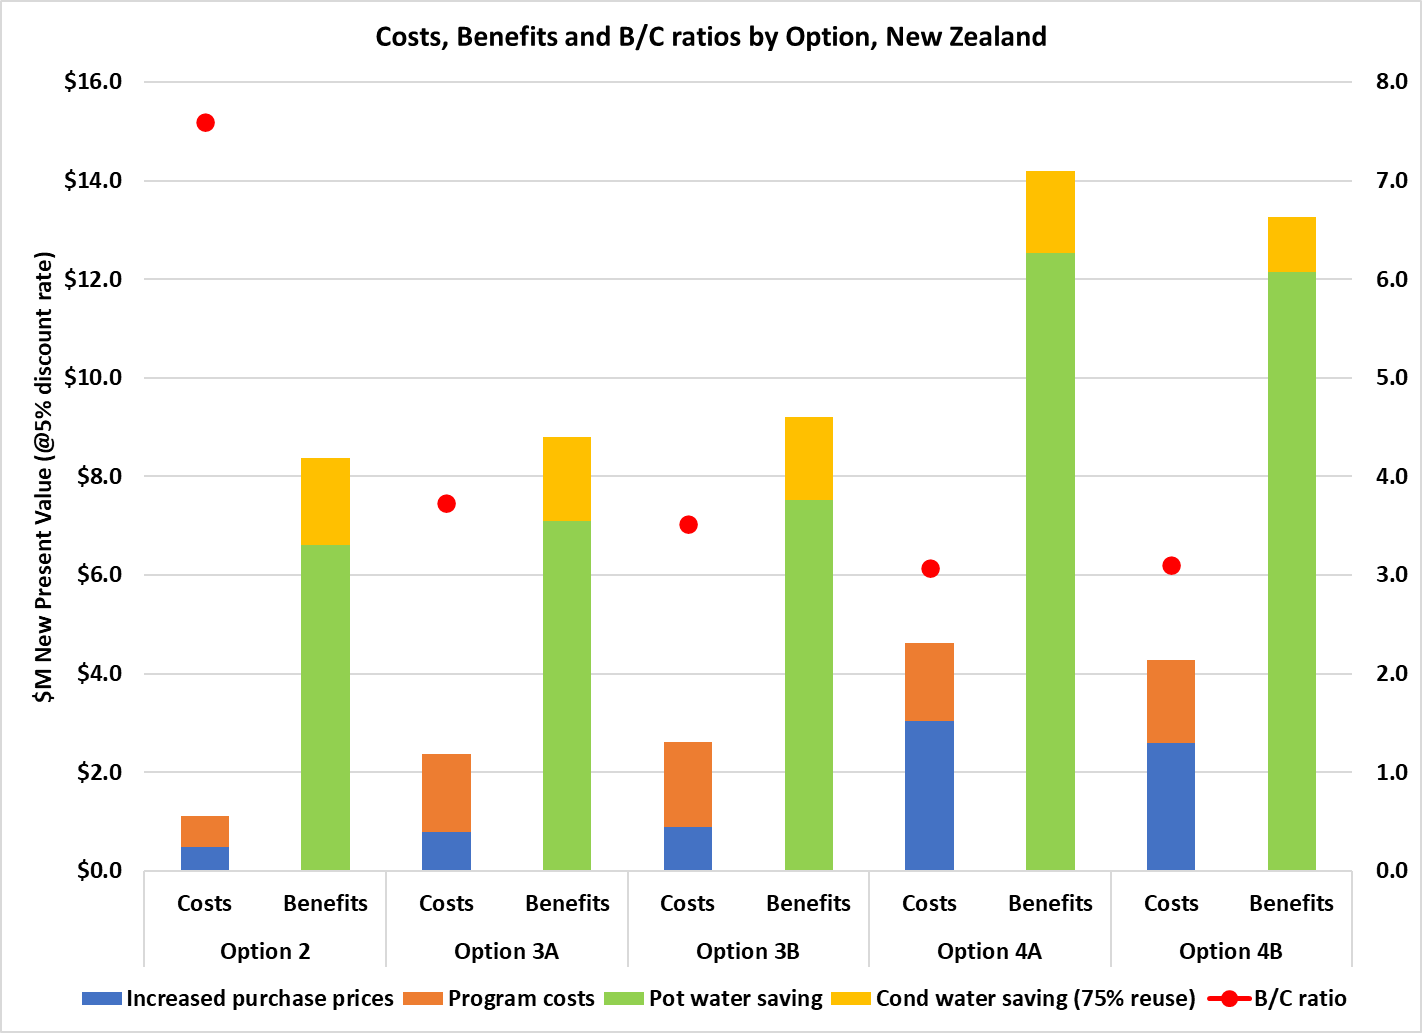 Costs, Benefits and B/C ratios by Option, New Zealand
$16.0 8.0
$14.0 7.0
$12.0 6.0
$10.0 5.0
$8.0 4.0
$6.0 3.0
$4.0 2.0
$2.0 1.0
$0.0 0.0
$M New Present Value (@5% discount rate)
Costs Benefits Costs Benefits Costs Benefits Costs Benefits Costs Benefits
Option 2 Option 3A Option 3B Option 4A Option 4B
Increased purchase prices Program costs Pot water saving Cond water saving (75% reuse) B/C ratio